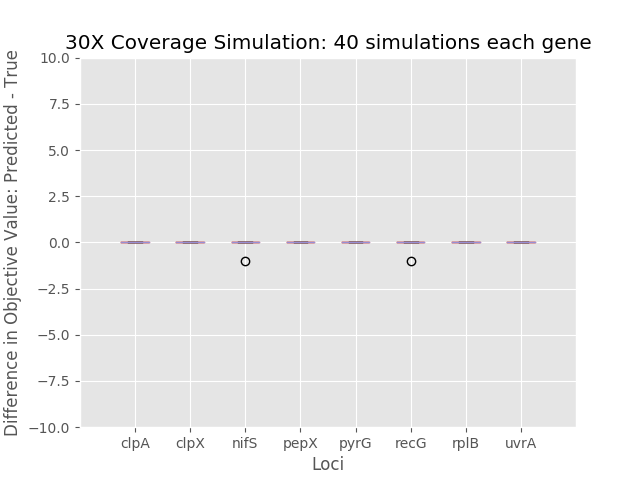 30X Coverage Simulation: 40 simulations each gene
Difference in Objective Value: Predicted - True
10.0
7.5
5.0
2.5
0.0
−2.5
−5.0
−7.5
−10.0
clpA clpX nifS pepX pyrG recG rplB uvrA
Loci